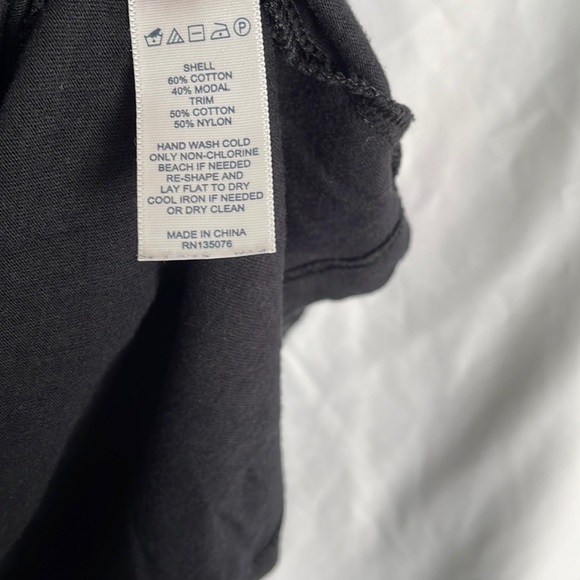 P
SHELL
60% COTTON
40% MODAL
TRIM
50% COTTON
50% NYLON
HAND WASH COLD
ONLY NON-CHLORINE
BEACH IF NEEDED
RE-SHAPE AND
LAY FLAT TO DRY
COOL IRON IF NEEDED
OR DRY CLEAN
MADE IN CHINA
RN135076